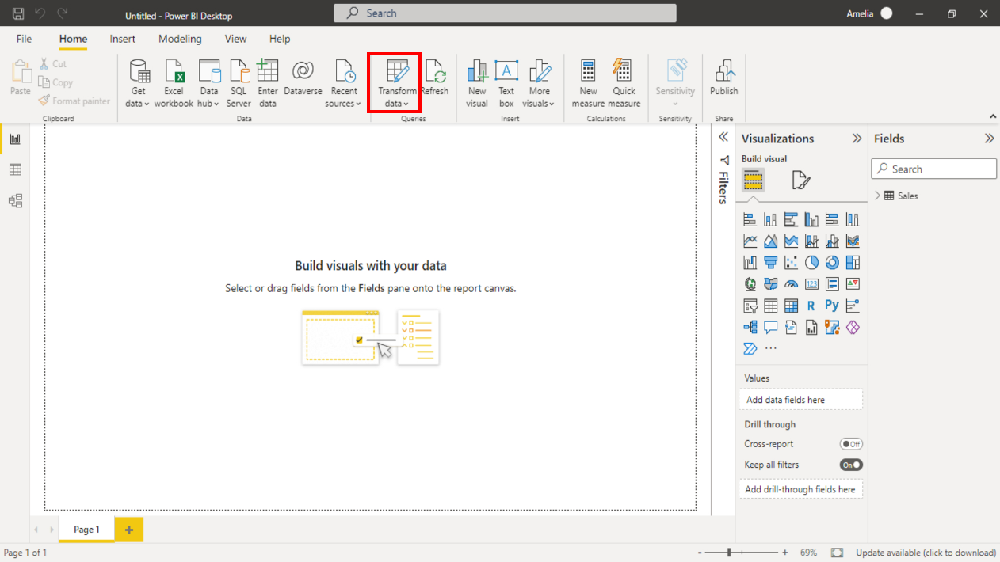 Untitled - Power BI Desktop
Search
Amelia
File
Home
Insert
Modeling
View
Help
Paste
Cut
Copy
Format painter
Clipboard
Get
data
Excel
workbook
Data
hub
SQL
Server
Enter
data
Dataverse
Recent
sources
Data
Transform
data
Refresh
Queries
New
visual
Text
box
More
visuals
Insert
New
measure
Quick
measure
Calculations
Sensitivity
Sensitivity
Publish
Share
Build visuals with your data
Select or drag fields from the Fields pane onto the report canvas.
Filters
Visualizations
Build visual
123
R
Py
Values
Add data fields here
Drill through
Cross-report
Off
Keep all filters
On
Add drill-through fields here
Fields
Search
Sales
Page 1
+
Page 1 of 1
-
+
69%
Update available (click to download)